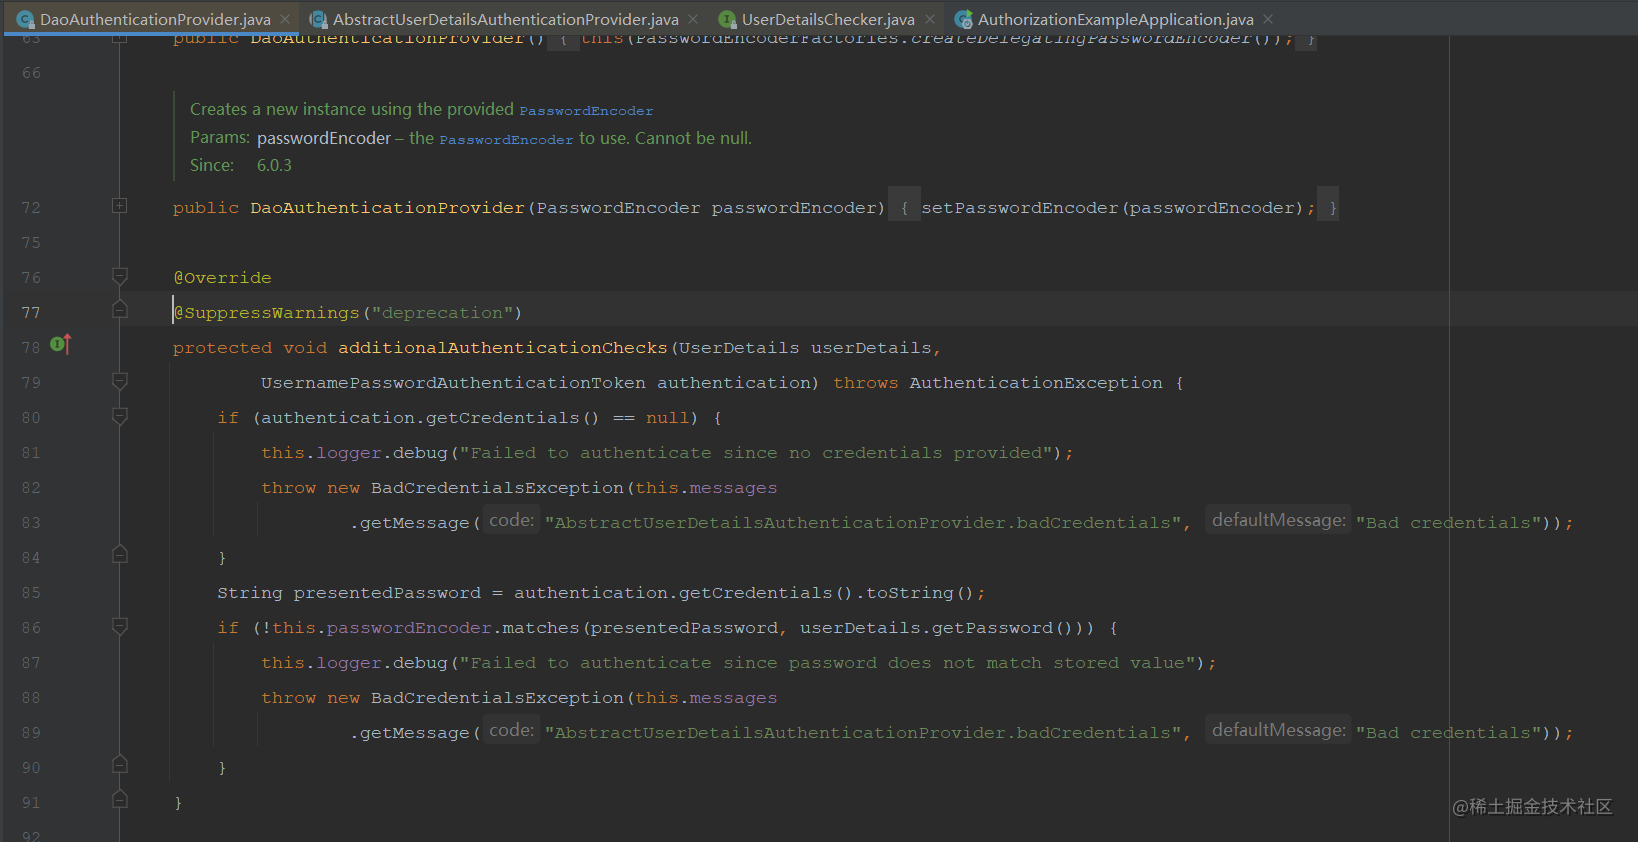 DaoAuthenticationProvider.java × AbstractUserDetailsAuthenticationProvider.java × UserDetailsChecker.java × AuthorizationExampleApplication.java ×
63 public DaoAuthenticationProvider() { this(PasswordEncoderFactories.createDelegatingPasswordEncoder()); }
66
Creates a new instance using the provided PasswordEncoder
Params: passwordEncoder – the PasswordEncoder to use. Cannot be null.
Since: 6.0.3
72 public DaoAuthenticationProvider(PasswordEncoder passwordEncoder) { setPasswordEncoder(passwordEncoder); }
75
76 @Override
77 @SuppressWarnings("deprecation")
78 protected void additionalAuthenticationChecks(UserDetails userDetails,
79 UsernamePasswordAuthenticationToken authentication) throws AuthenticationException {
80 if (authentication.getCredentials() == null) {
81 this.logger.debug("Failed to authenticate since no credentials provided");
82 throw new BadCredentialsException(this.messages
83 .getMessage( code: "AbstractUserDetailsAuthenticationProvider.badCredentials", defaultMessage: "Bad credentials"));
84 }
85 String presentedPassword = authentication.getCredentials().toString();
86 if (!this.passwordEncoder.matches(presentedPassword, userDetails.getPassword())) {
87 this.logger.debug("Failed to authenticate since password does not match stored value");
88 throw new BadCredentialsException(this.messages
89 .getMessage( code: "AbstractUserDetailsAuthenticationProvider.badCredentials", defaultMessage: "Bad credentials"));
90 }
91 }
92
@稀土掘金技术社区